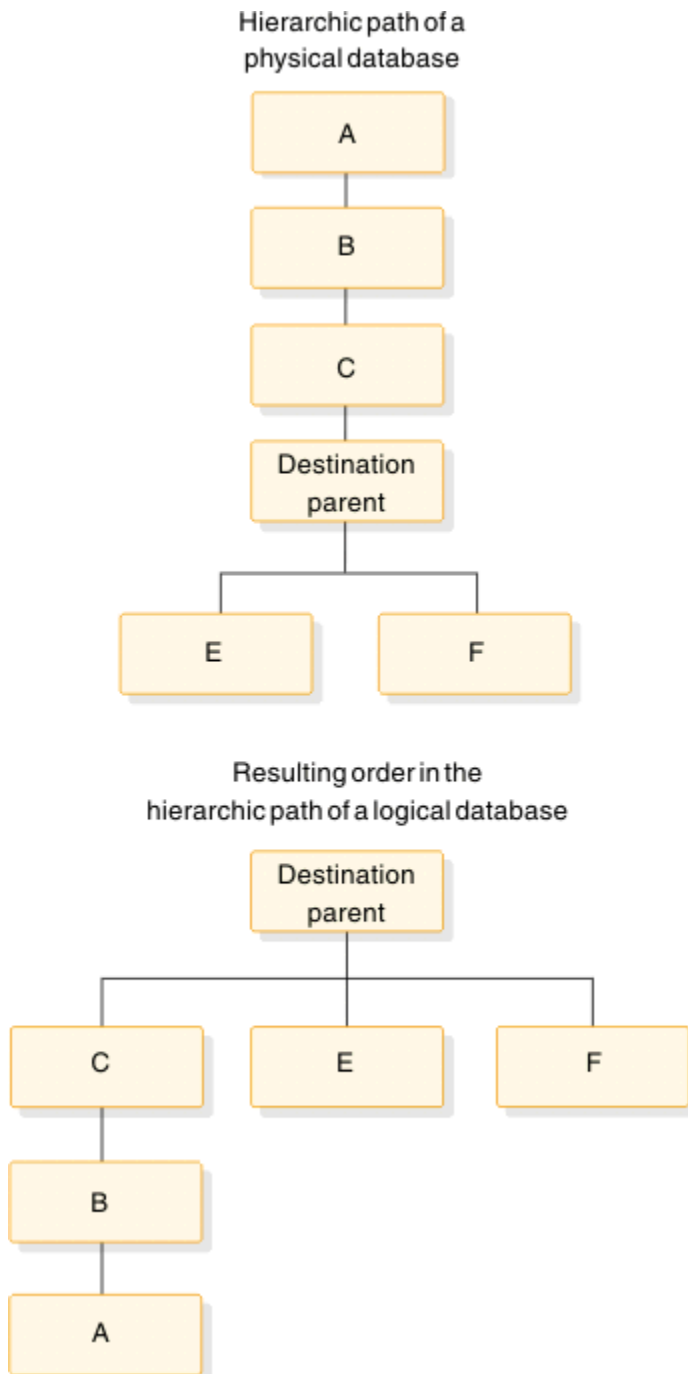 Hierarchic path of a
physical database
A
B
C
Destination
parent
E
F
Resulting order in the
hierarchic path of a logical database
Destination
parent
C
E
F
B
A